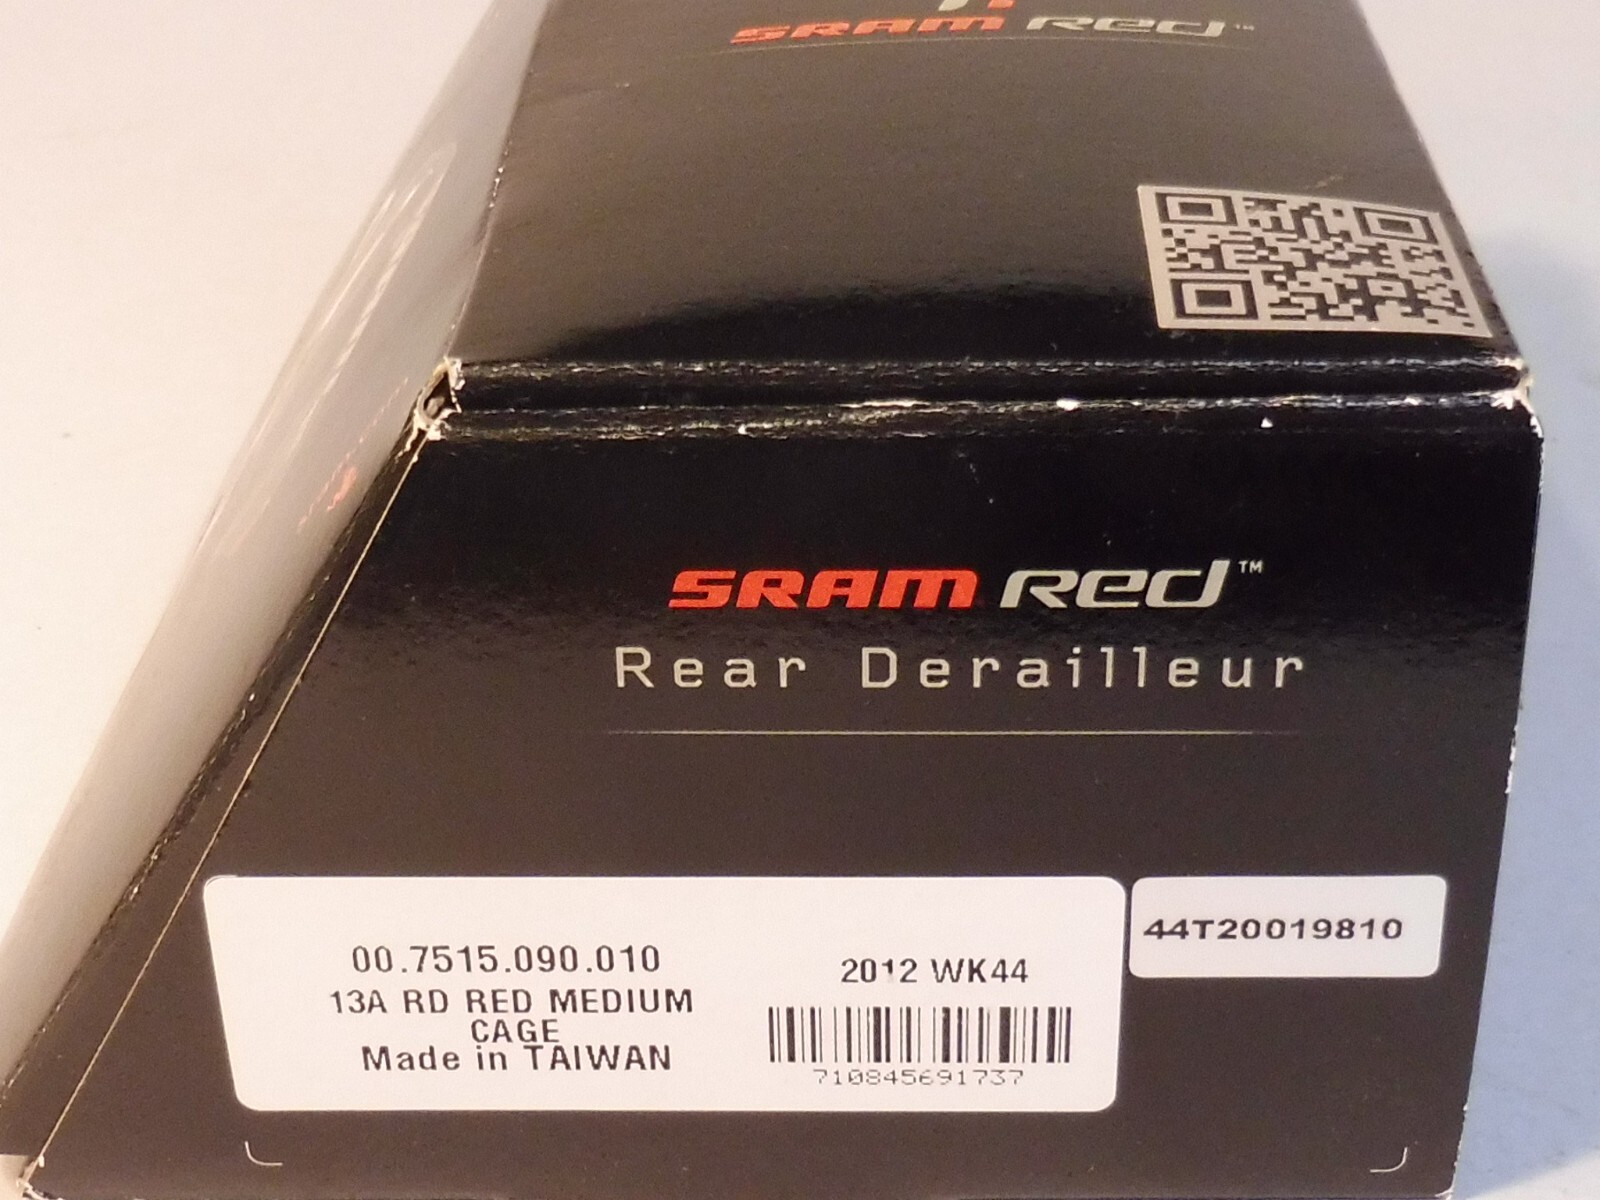 SRAM Red™
SRAM Red™
Rear Derailleur
00.7515.090.010
13A RD RED MEDIUM
CAGE
Made in TAIWAN
2012 WK44
710845691737
44T20019810